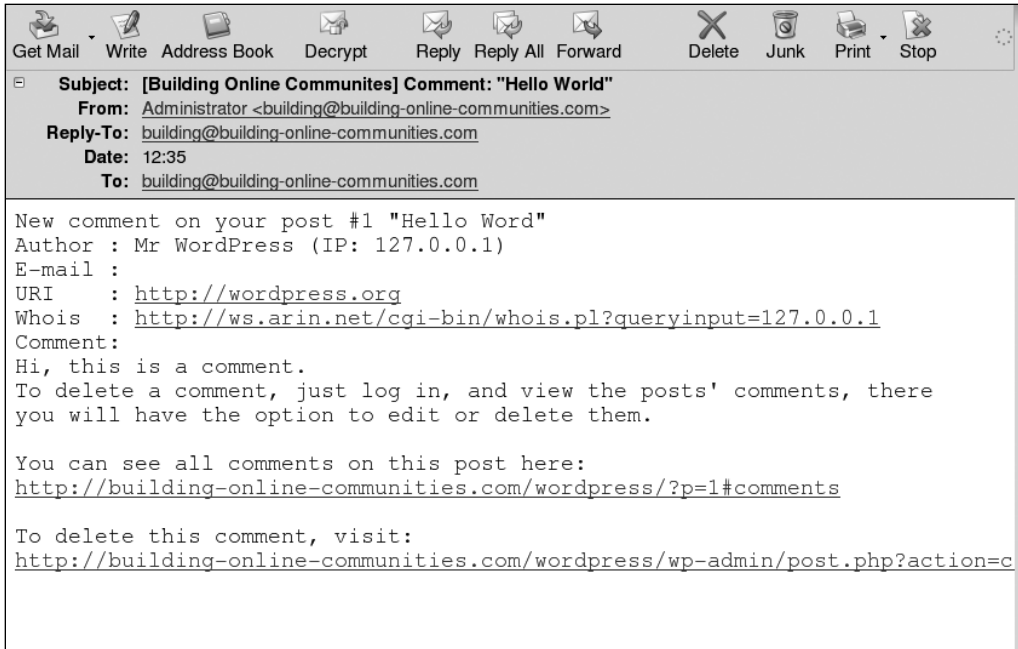 Get Mail Write Address Book Decrypt Reply Reply All Forward Delete Junk Print Stop
Subject: [Building Online Communites] Comment: "Hello World"
From: Administrator <building@building-online-communities.com>
Reply-To: building@building-online-communities.com
Date: 12:35
To: building@building-online-communities.com
New comment on your post #1 "Hello Word"
Author : Mr WordPress (IP: 127.0.0.1)
E-mail :
URI : http://wordpress.org
Whois : http://ws.arin.net/cgi-bin/whois.pl?queryinput=127.0.0.1
Comment:
Hi, this is a comment.
To delete a comment, just log in, and view the posts' comments, there
you will have the option to edit or delete them.
You can see all comments on this post here:
http://building-online-communities.com/wordpress/?p=1#comments
To delete this comment, visit:
http://building-online-communities.com/wordpress/wp-admin/post.php?action=c